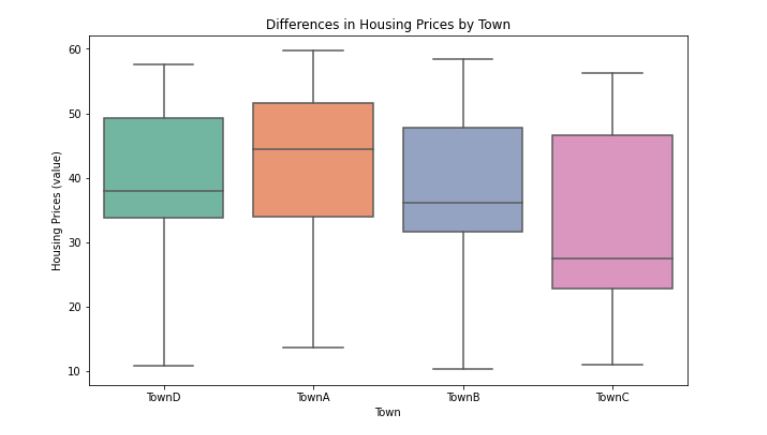 Differences in Housing Prices by Town
Housing Prices (value)
60
50
40
30
20
10
TownD TownA TownB TownC
Town